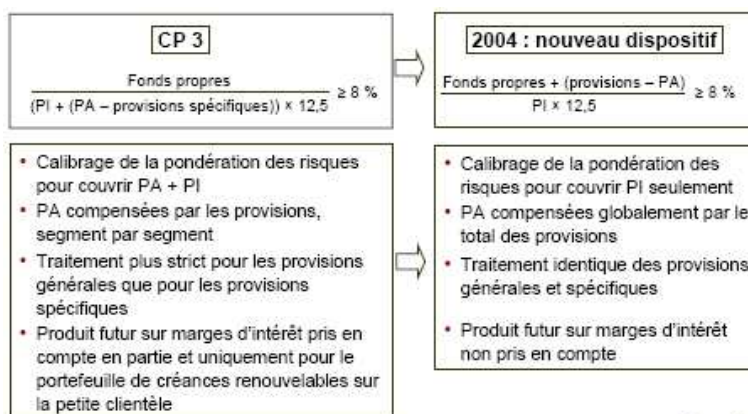 CP 3
Fonds propres
(PI + (PA – provisions spécifiques)) × 12,5
≥ 8 %
2004 : nouveau dispositif
Fonds propres + (provisions – PA)
PI × 12,5
≥ 8 %
• Calibrage de la pondération des risques
pour couvrir PA + PI
• PA compensées par les provisions,
segment par segment
• Traitement plus strict pour les provisions
générales que pour les provisions
spécifiques
• Produit futur sur marges d'intérêt pris en
compte en partie et uniquement pour le
portefeuille de créances renouvelables sur
la petite clientèle
• Calibrage de la pondération des
risques pour couvrir PI seulement
• PA compensées globalement par le
total des provisions
• Traitement identique des provisions
générales et spécifiques
• Produit futur sur marges d'intérêt
non pris en compte